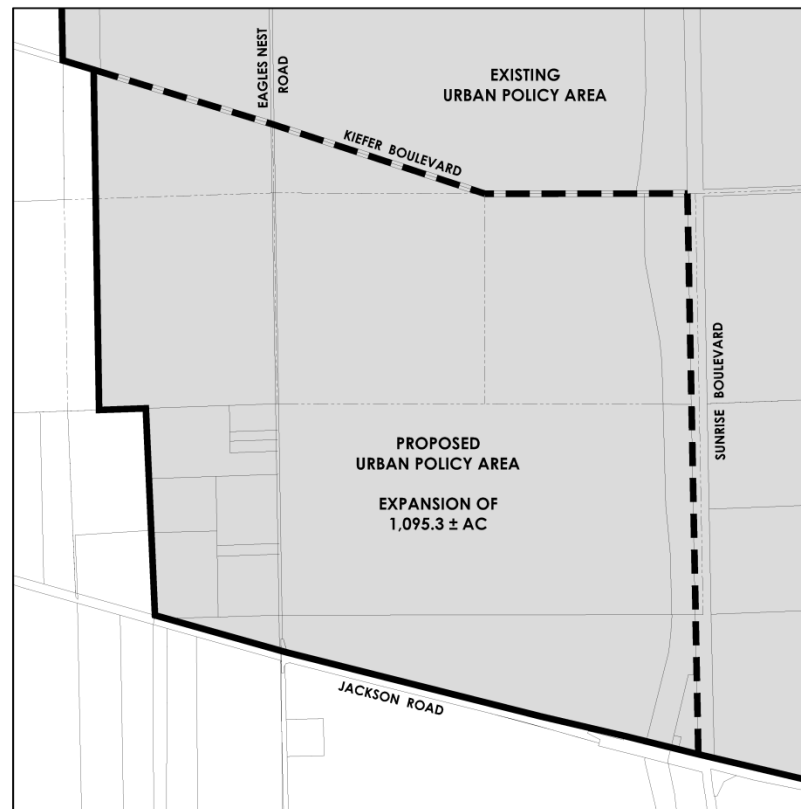 EAGLES NEST
ROAD
EXISTING
URBAN POLICY AREA
KIEFER BOULEVARD
SUNRISE BOULEVARD
PROPOSED
URBAN POLICY AREA
EXPANSION OF
1,095.3 ± AC
JACKSON ROAD